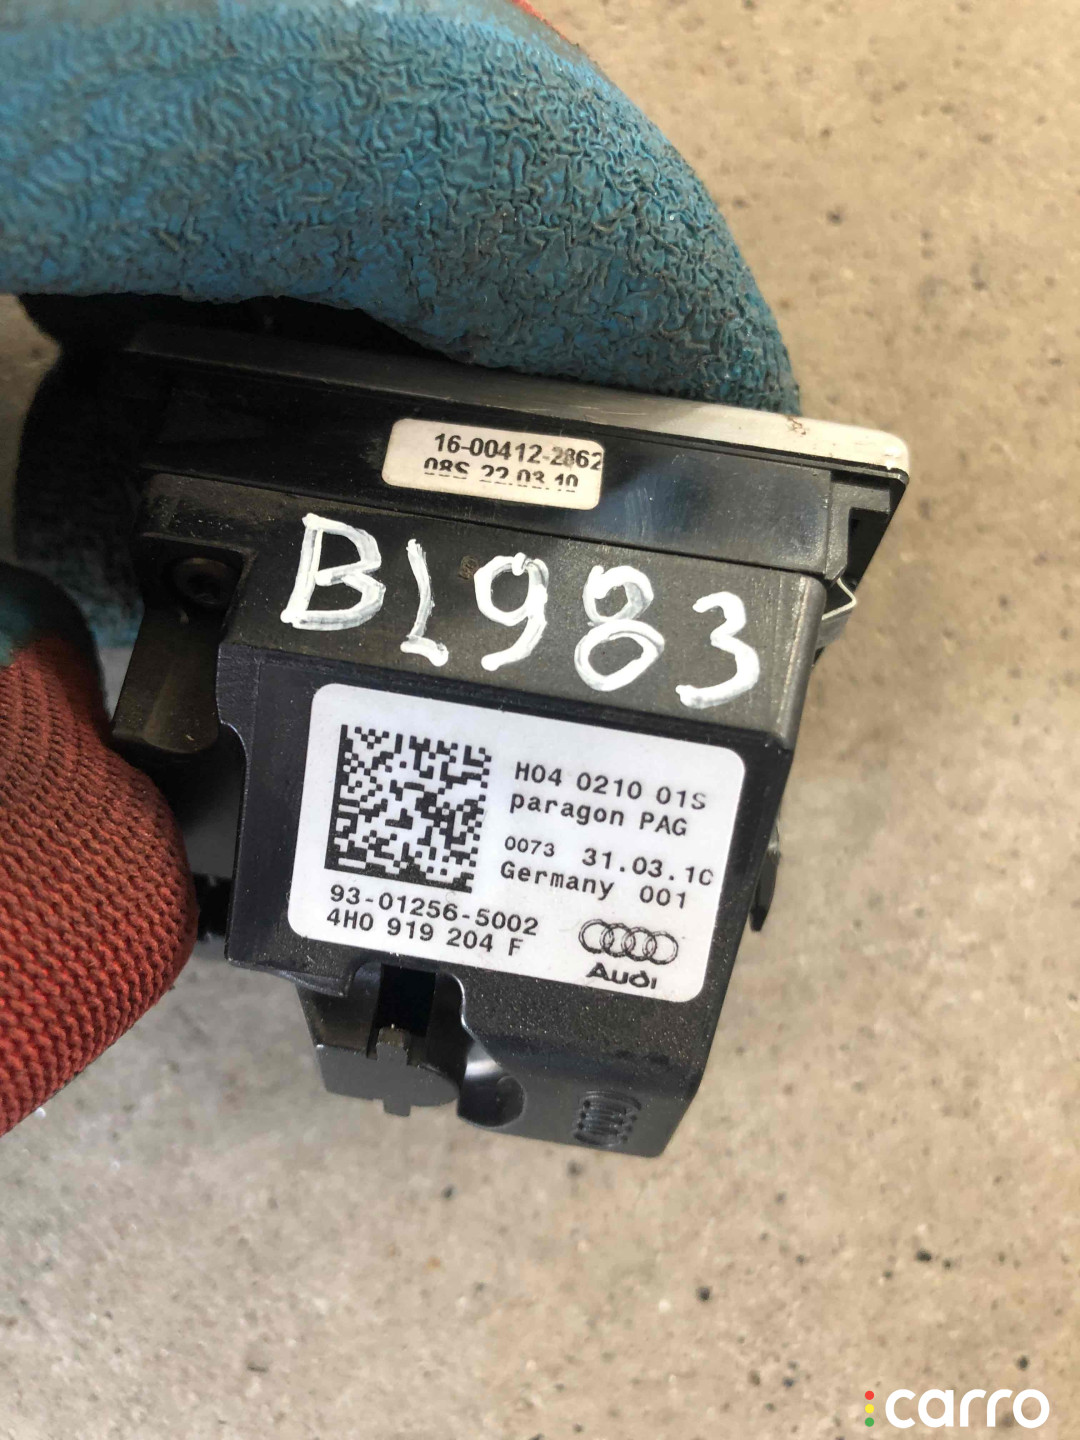 16-00412-2862
08S 22.03.10
BL983
H04 0210 01S
paragon PAG
0073 31.03.10
Germany 001
93-01256-5002
4H0 919 204 F
Audi
carro